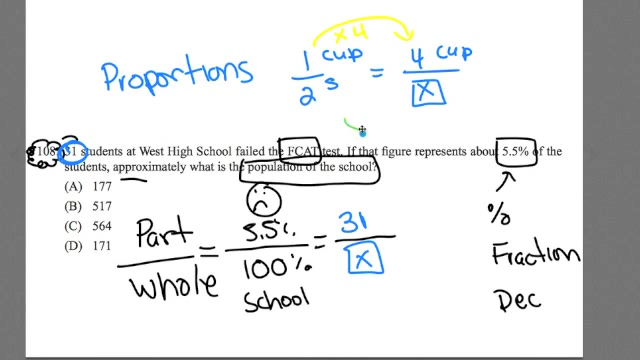 x 4
Proportions 1 cup = 4 cup
2 s x
108. 31 students at West High School failed the FCAT test. If that figure represents about 5.5% of the
students, approximately what is the population of the school?
(A) 177
(B) 517
(C) 564
(D) 171
Part = 5.5% = 31
whole 100% x
school
%
Fraction
Dec